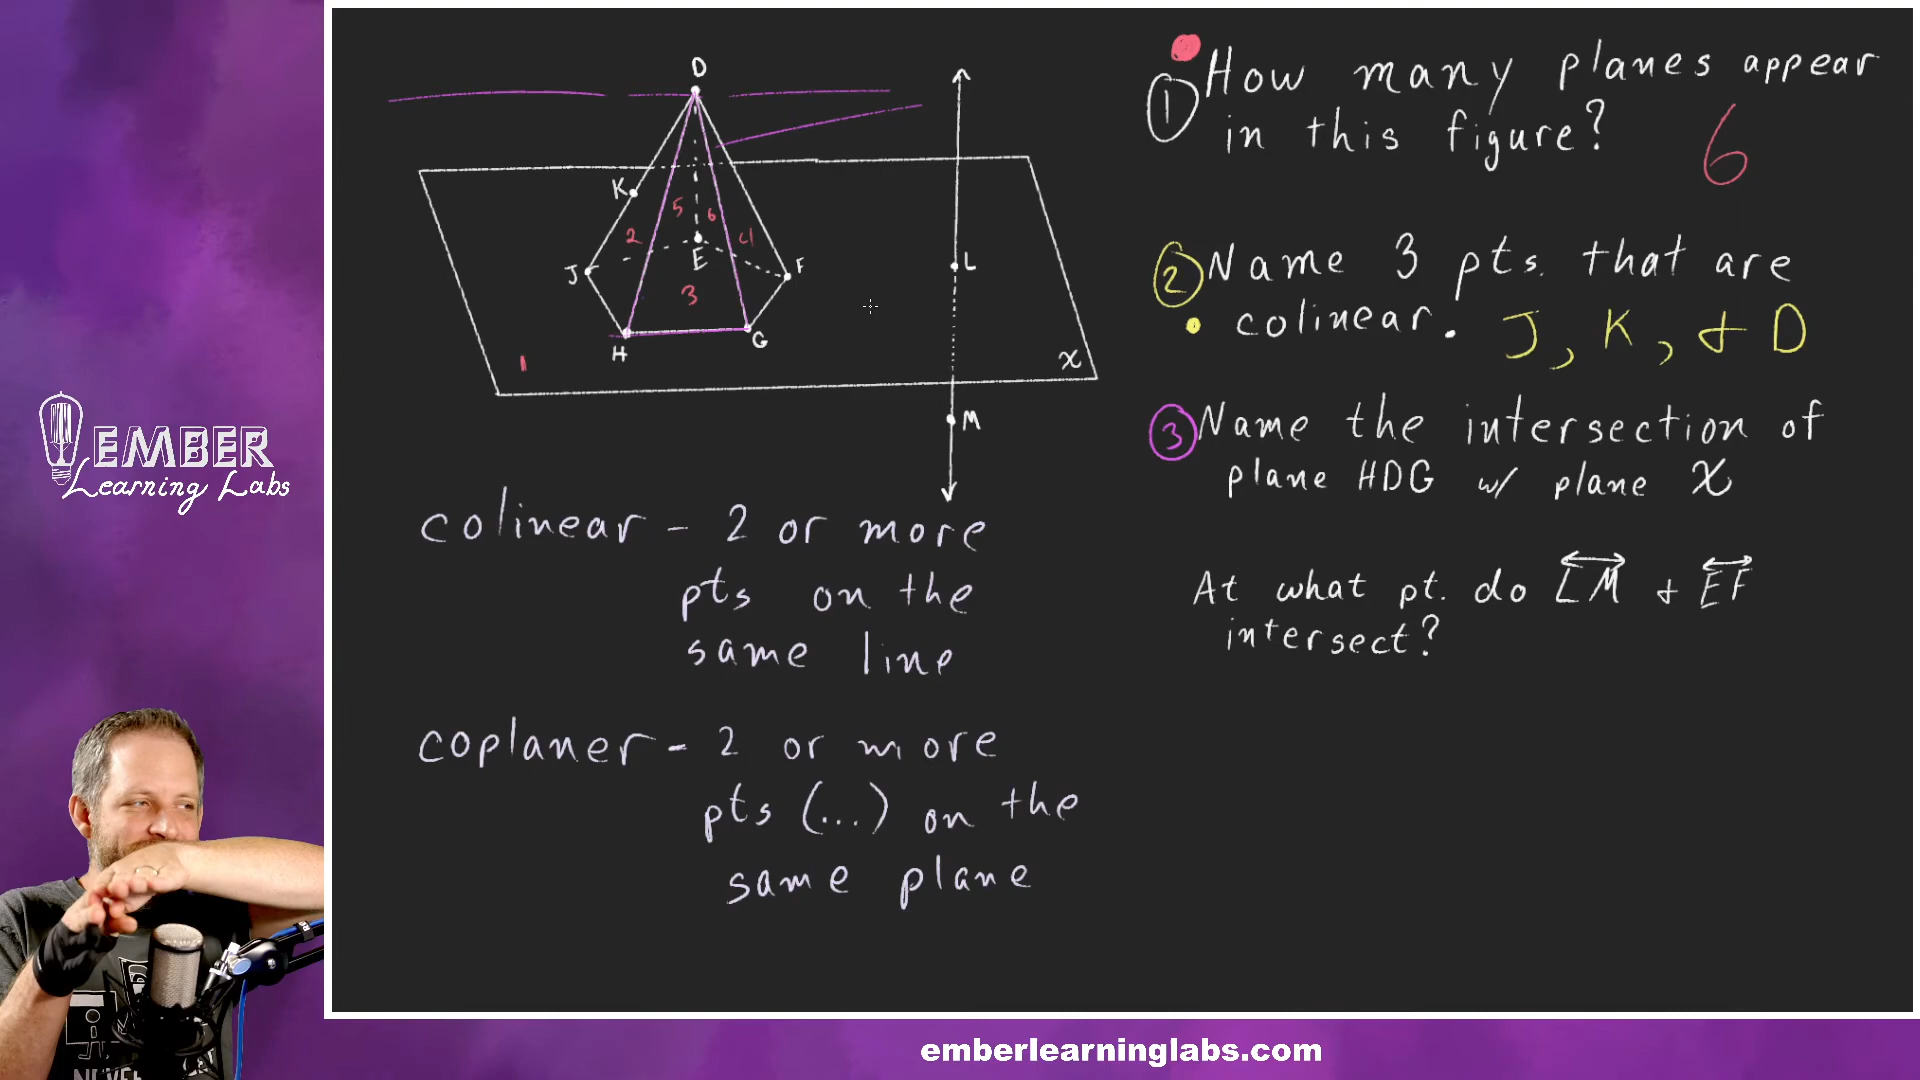 D
K
5
6
2
4
E
J
F
3
H
G
1
x
L
M
① How many planes appear
in this figure? 6
② Name 3 pts. that are
colinear. J, K, & D
③ Name the intersection of
plane HDG w/ plane X
At what pt. do LM & EF
intersect?
colinear - 2 or more
pts on the
same line
coplaner - 2 or more
pts (...) on the
same plane
EMBER
Learning Labs
emberlearninglabs.com